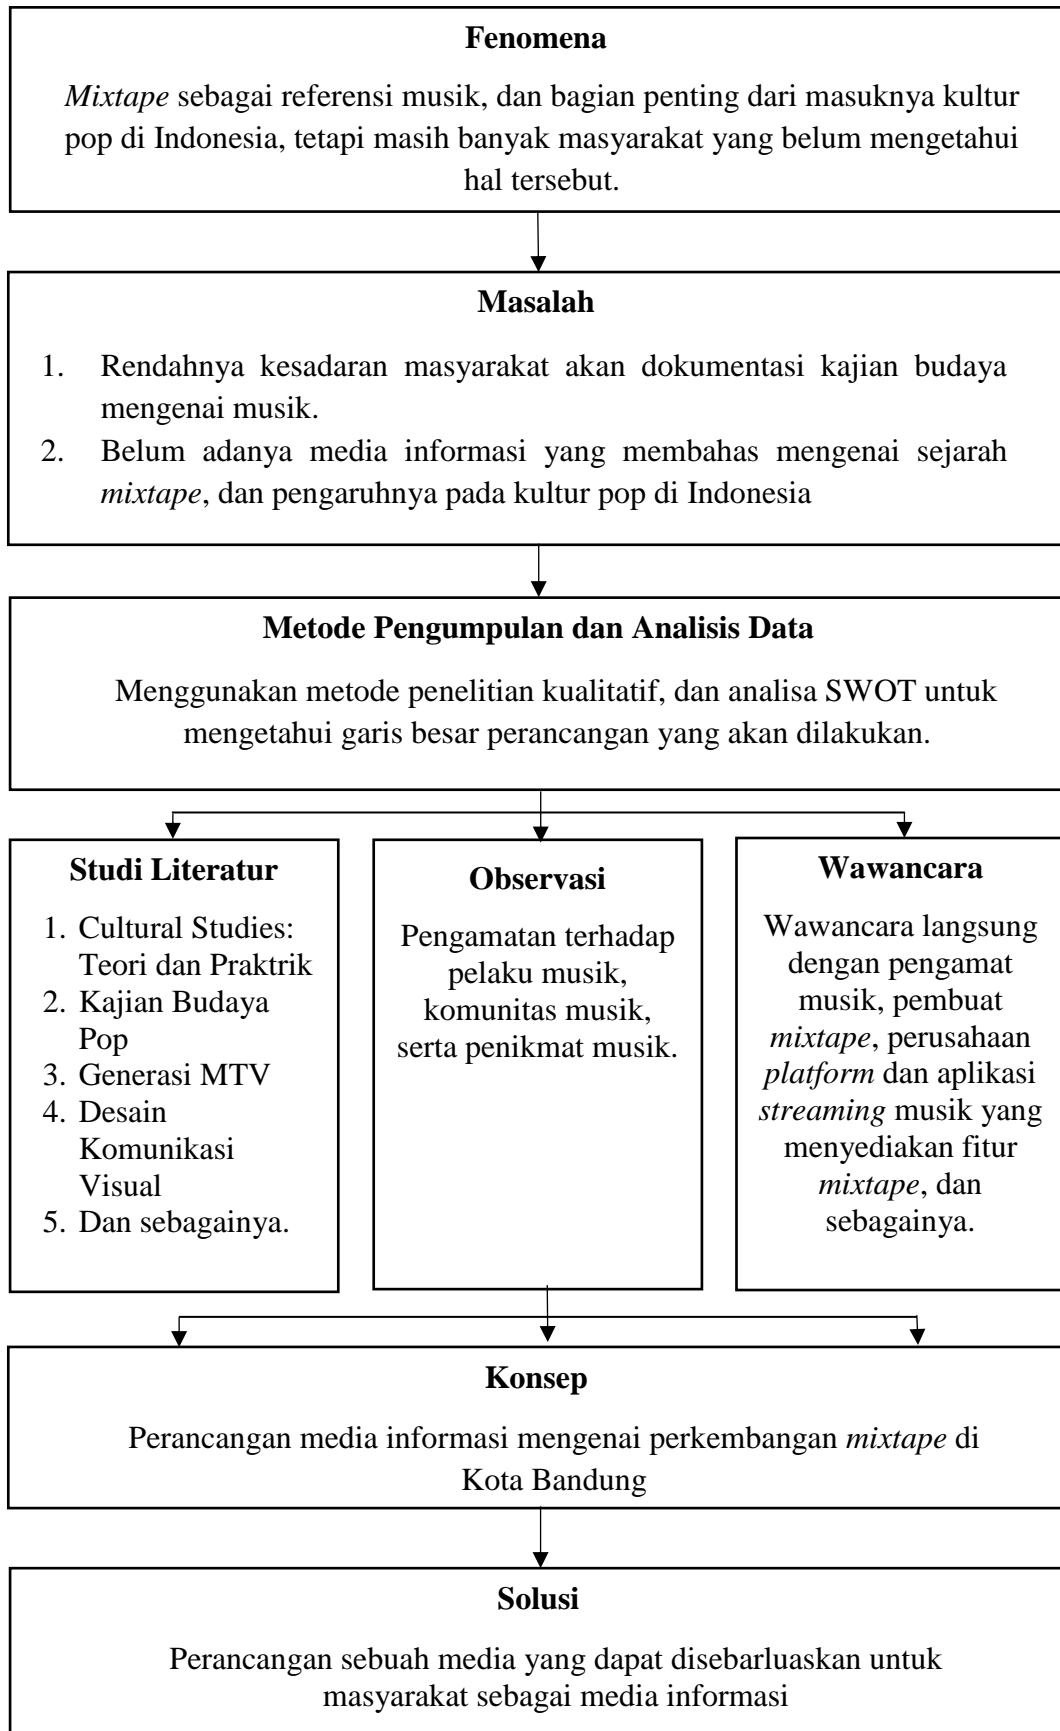 Fenomena
Mixtape sebagai referensi musik, dan bagian penting dari masuknya kultur
pop di Indonesia, tetapi masih banyak masyarakat yang belum mengetahui
hal tersebut.
Masalah
1. Rendahnya kesadaran masyarakat akan dokumentasi kajian budaya
mengenai musik.
2. Belum adanya media informasi yang membahas mengenai sejarah
mixtape, dan pengaruhnya pada kultur pop di Indonesia
Metode Pengumpulan dan Analisis Data
Menggunakan metode penelitian kualitatif, dan analisa SWOT untuk
mengetahui garis besar perancangan yang akan dilakukan.
Studi Literatur
1. Cultural Studies:
Teori dan Praktrik
2. Kajian Budaya
Pop
3. Generasi MTV
4. Desain
Komunikasi
Visual
5. Dan sebagainya.
Observasi
Pengamatan terhadap
pelaku musik,
komunitas musik,
serta penikmat musik.
Wawancara
Wawancara langsung
dengan pengamat
musik, pembuat
mixtape, perusahaan
platform dan aplikasi
streaming musik yang
menyediakan fitur
mixtape, dan
sebagainya.
Konsep
Perancangan media informasi mengenai perkembangan mixtape di
Kota Bandung
Solusi
Perancangan sebuah media yang dapat disebarluaskan untuk
masyarakat sebagai media informasi